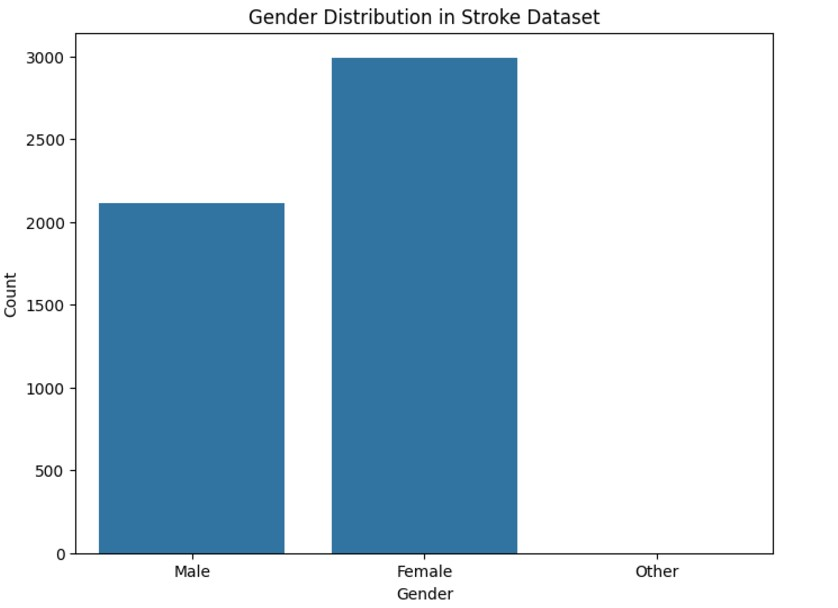 Gender Distribution in Stroke Dataset
3000
2500
2000
1500
1000
500
0
Count
Male Female Other
Gender